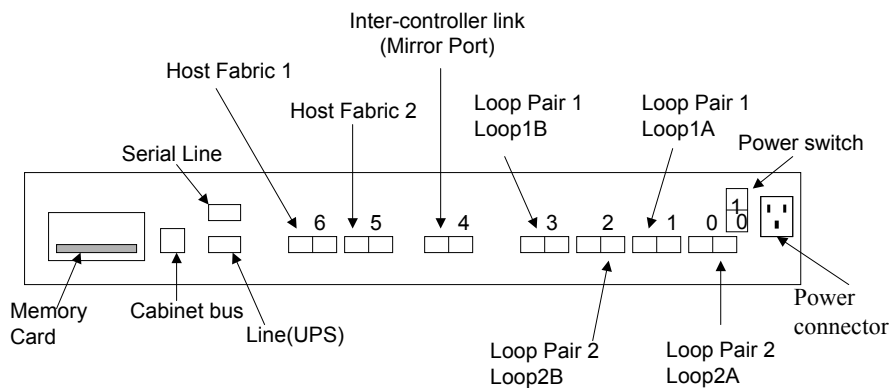 Inter-controller link
(Mirror Port)
Host Fabric 1
Host Fabric 2
Loop Pair 1
Loop1B
Loop Pair 1
Loop1A
Serial Line
Power switch
6 5 4 3 2 1 0
1
0
Memory
Card
Cabinet bus
Line(UPS)
Loop Pair 2
Loop2B
Loop Pair 2
Loop2A
Power
connector